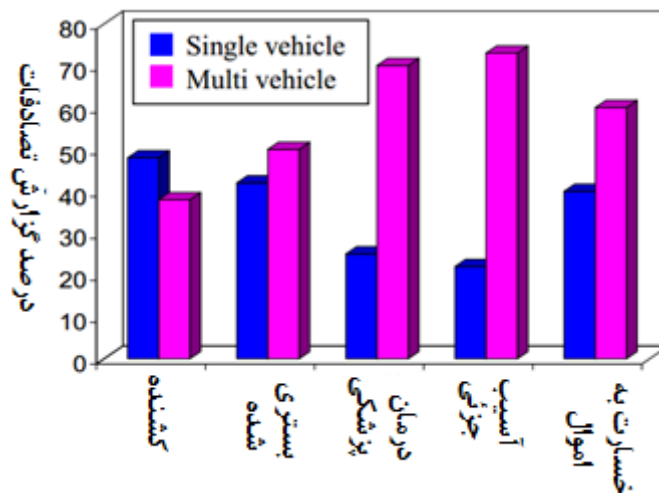 80
70
60
50
40
30
20
10
0
درصد گزارش تصادفات
Single vehicle
Multi vehicle
کشنده
بستری
شده
درمان
پزشکی
آسیب
جزئی
خسارت به
اموال